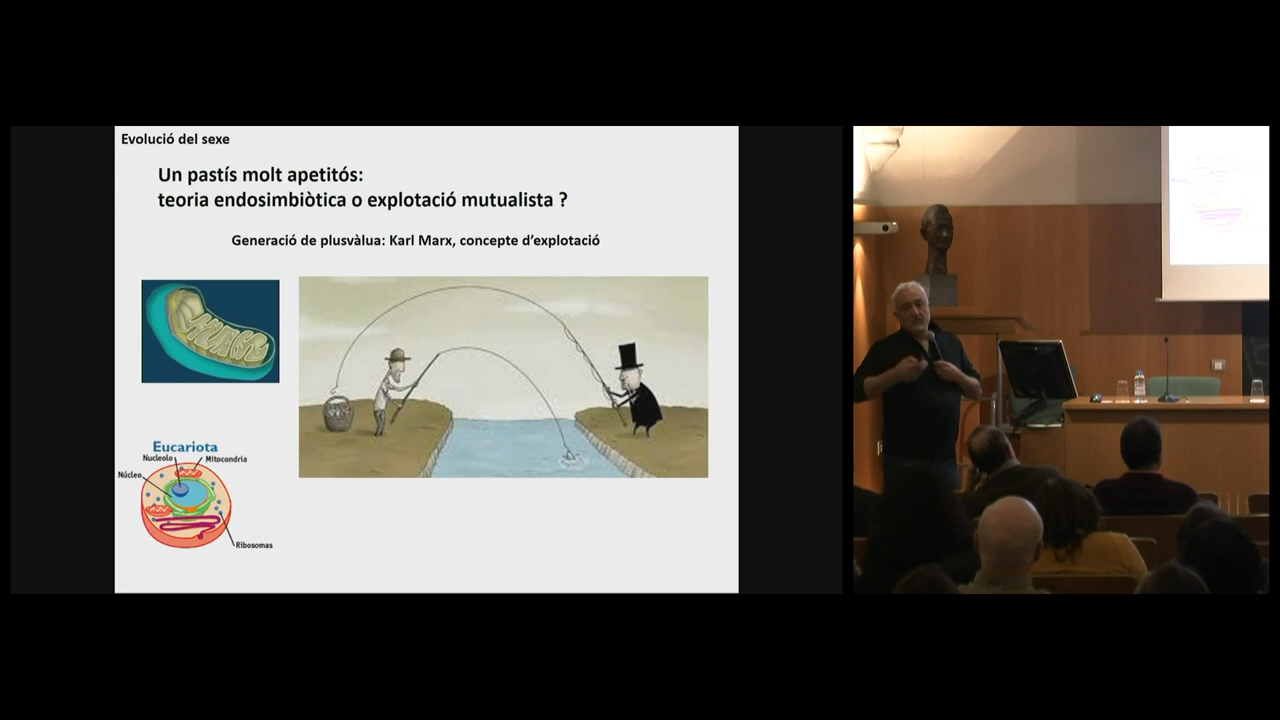 Evolució del sexe
Un pastís molt apetitós:
teoria endosimbiòtica o explotació mutualista ?
Generació de plusvàlua: Karl Marx, concepte d'explotació
Eucariota
Nucleolo
Mitocondria
Núcleo
Ribosomas